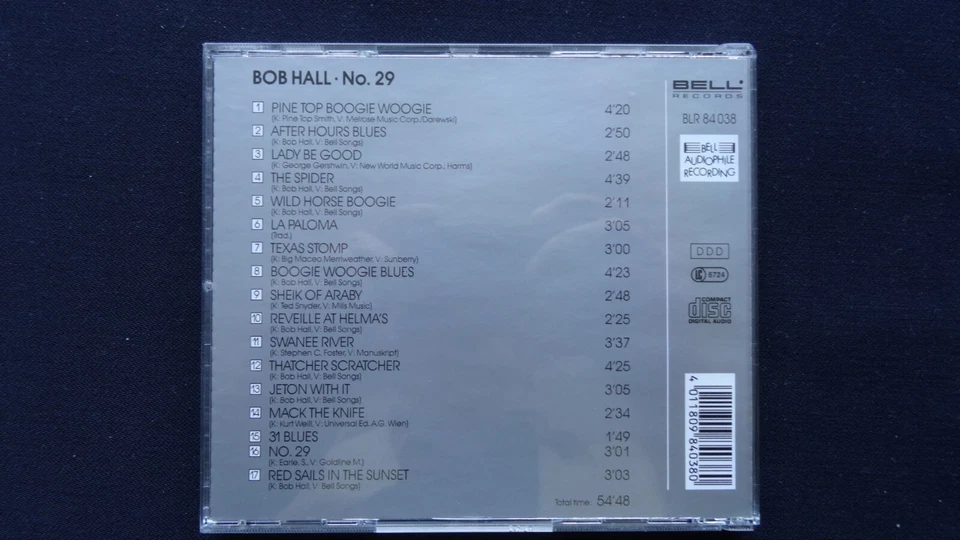 BOB HALL · No. 29
1 PINE TOP BOOGIE WOOGIE 4'20
(K: Pine Top Smith, V: Melrose Music Corp./Darewski)
2 AFTER HOURS BLUES 2'50
(K: Bob Hall, V: Bell Songs)
3 LADY BE GOOD 2'48
(K: George Gershwin, V: New World Music Corp.: Harms)
4 THE SPIDER 4'39
(K: Bob Hall, V: Bell Songs)
5 WILD HORSE BOOGIE 2'11
(K: Bob Hall, V: Bell Songs)
6 LA PALOMA 3'05
(Trad.)
7 TEXAS STOMP 3'00
(K: Big Maceo Merriweather, V: Sunberry)
8 BOOGIE WOOGIE BLUES 4'23
(K: Bob Hall, V: Bell Songs)
9 SHEIK OF ARABY 2'48
(K: Ted Snyder, V: Mills Music)
10 REVEILLE AT HELMA'S 2'25
(K: Bob Hall, V: Bell Songs)
11 SWANEE RIVER 3'37
(K: Stephen C. Foster, V: Manuskript)
12 THATCHER SCRATCHER 4'25
(K: Bob Hall, V: Bell Songs)
13 JETON WITH IT 3'05
(K: Bob Hall, V: Bell Songs)
14 MACK THE KNIFE 2'34
(K: Kurt Weill, V: Universal Ed. A.G. Wien)
15 31 BLUES 1'49
16 NO. 29 3'01
(K: Earle, S., V: Goldline M.)
17 RED SAILS IN THE SUNSET 3'03
(K: Bob Hall, V: Bell Songs)
Total time: 54'48
BELL
RECORDS
BLR 84 038
BELL
AUDIOPHILE
RECORDING
DDD
LC 8724
COMPACT
disc
DIGITAL AUDIO
4 011809 840380